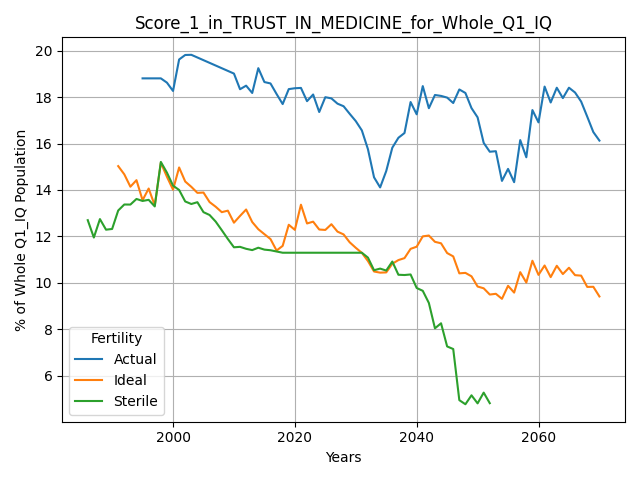 Score_1_in_TRUST_IN_MEDICINE_for_Whole_Q1_IQ
% of Whole Q1_IQ Population
20
18
16
14
12
10
8
6
Fertility
Actual
Ideal
Sterile
2000 2020 2040 2060
Years